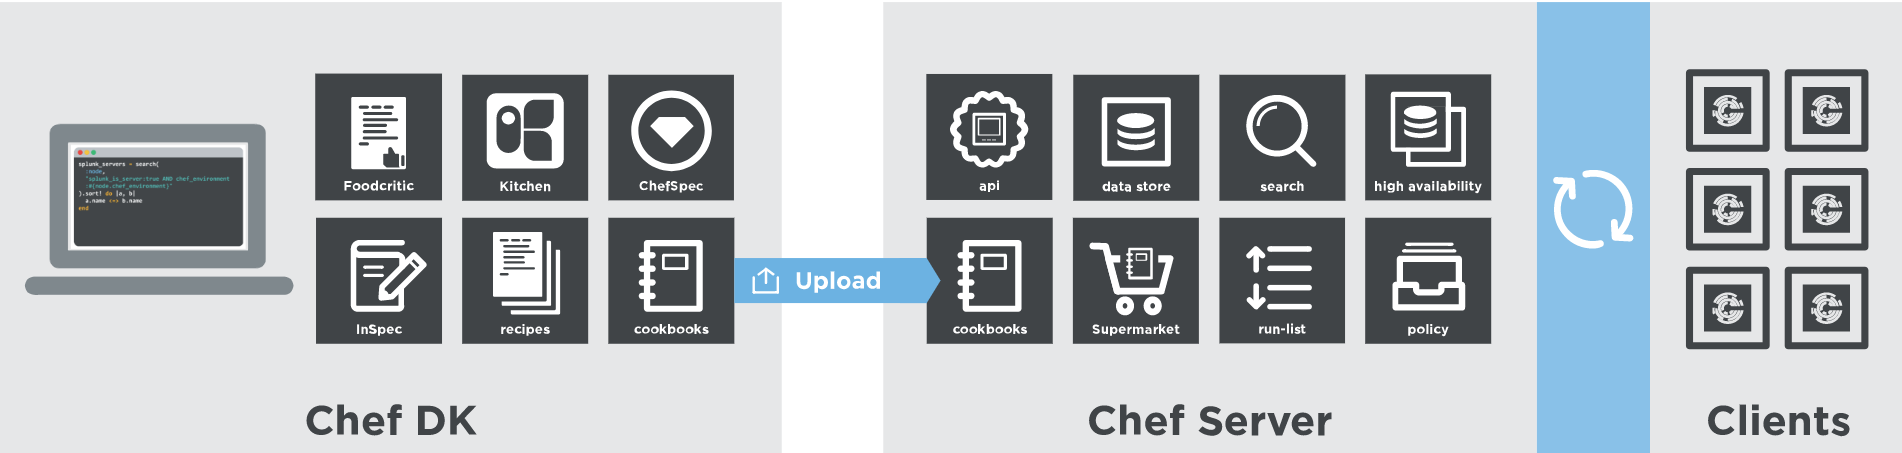 splunk_servers = search(
:node,
"splunk_is_server:true AND chef_environment
:#{node.chef_environment}"
).sort! do |a, b|
a.name <=> b.name
end
Foodcritic
Kitchen
ChefSpec
InSpec
recipes
cookbooks
Chef DK
Upload
api
data store
search
high availability
cookbooks
Supermarket
run-list
policy
Chef Server
Clients